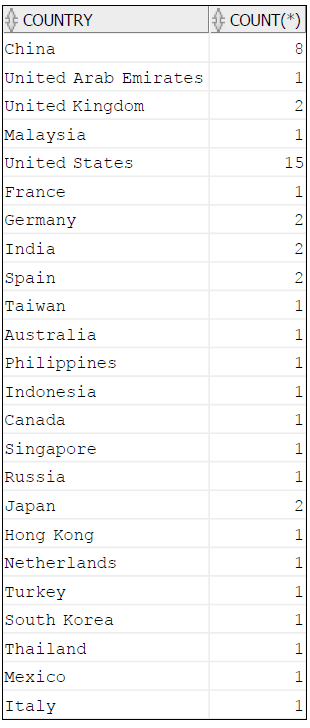 COUNTRY COUNT(*)
China 8
United Arab Emirates 1
United Kingdom 2
Malaysia 1
United States 15
France 1
Germany 2
India 2
Spain 2
Taiwan 1
Australia 1
Philippines 1
Indonesia 1
Canada 1
Singapore 1
Russia 1
Japan 2
Hong Kong 1
Netherlands 1
Turkey 1
South Korea 1
Thailand 1
Mexico 1
Italy 1